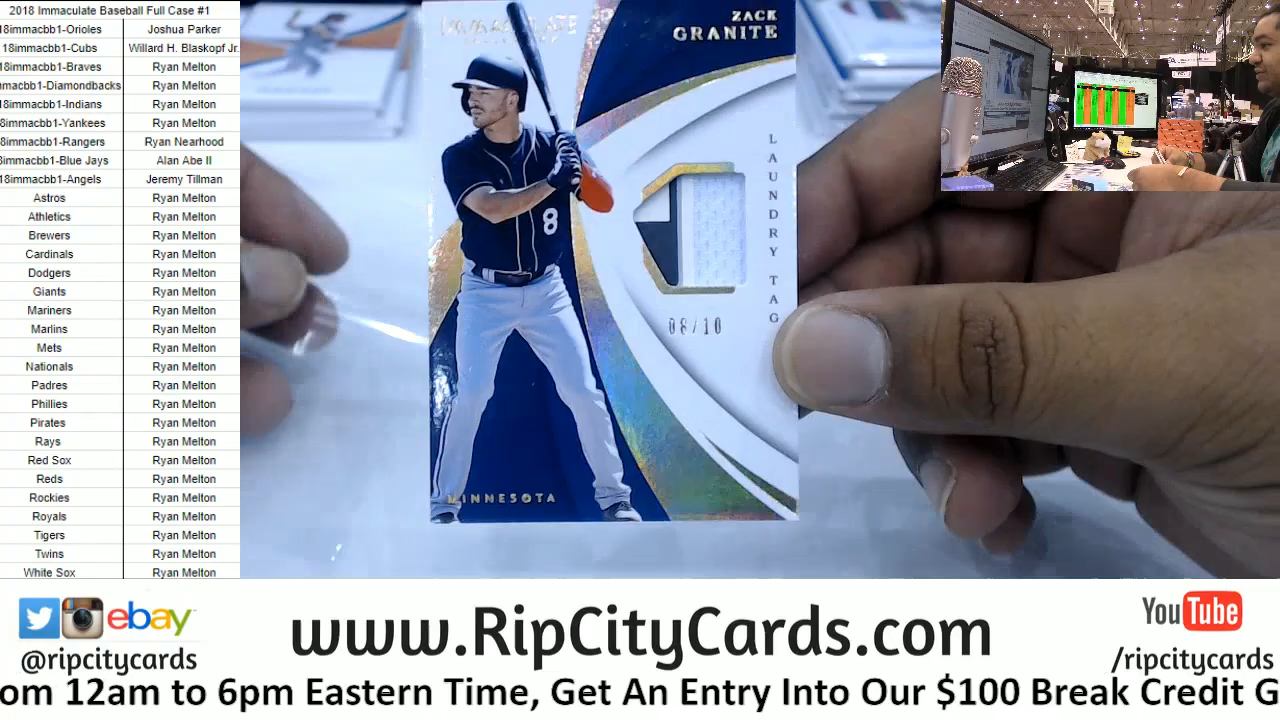 2018 Immaculate Baseball Full Case #1
18immacbb1-Orioles Joshua Parker
18immacbb1-Cubs Willard H. Blaskopf Jr.
18immacbb1-Braves Ryan Melton
nmacbb1-Diamondbacks Ryan Melton
18immacbb1-Indians Ryan Melton
8immacbb1-Yankees Ryan Melton
8immacbb1-Rangers Ryan Nearhood
8immacbb1-Blue Jays Alan Abe II
18immacbb1-Angels Jeremy Tillman
Astros Ryan Melton
Athletics Ryan Melton
Brewers Ryan Melton
Cardinals Ryan Melton
Dodgers Ryan Melton
Giants Ryan Melton
Mariners Ryan Melton
Marlins Ryan Melton
Mets Ryan Melton
Nationals Ryan Melton
Padres Ryan Melton
Phillies Ryan Melton
Pirates Ryan Melton
Rays Ryan Melton
Red Sox Ryan Melton
Reds Ryan Melton
Rockies Ryan Melton
Royals Ryan Melton
Tigers Ryan Melton
Twins Ryan Melton
White Sox Ryan Melton
IMMACULATE
ZACK
GRANITE
LAUNDRY TAG
8
08/10
MINNESOTA
ebay
@ripcitycards
www.RipCityCards.com
YouTube
/ripcitycards
om 12am to 6pm Eastern Time, Get An Entry Into Our $100 Break Credit G